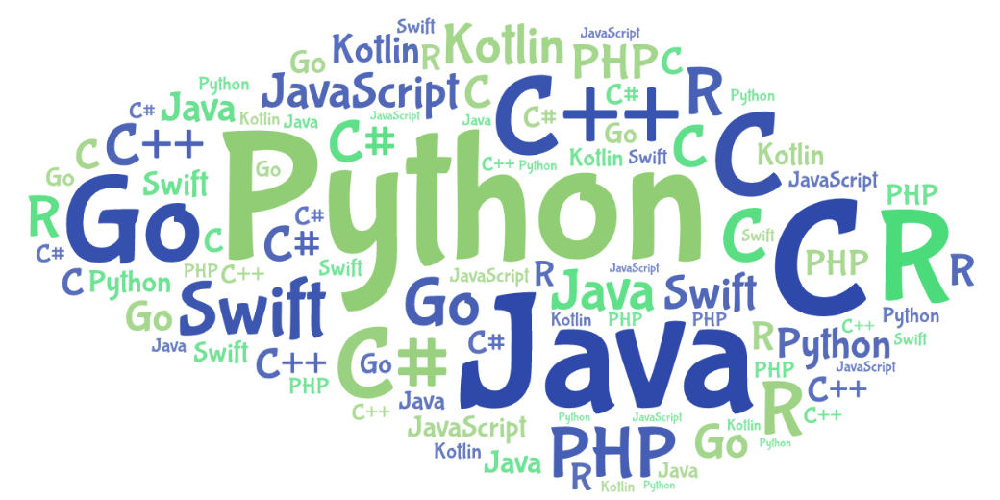 Swift
Kotlin
R
Kotlin
JavaScript
Go
PHP
C
Python
JavaScript
C
C++
C#
R
Python
C#
Java
Kotlin
Java
C#
JavaScript
Java
C#
Go
C
C
C++
C
Python
Go
C++
Python
Kotlin
Swift
Kotlin
JavaScript
Go
Swift
R
Go
C#
C#
C
C
Swift
C
PHP
PHP
R
R
C#
C
Python
PHP
C++
Swift
JavaScript
R
JavaScript
Go
Swift
Go
Java
Swift
Kotlin
PHP
PHP
Python
Java
Swift
C++
PHP
C#
Go
C#
Java
R
Python
C++
Swift
PHP
JavaScript
Java
C++
JavaScript
Kotlin
Java
Python
JavaScript
PHP
R
Go
Kotlin
R
C++
C++
Python
Java
Kotlin
Python